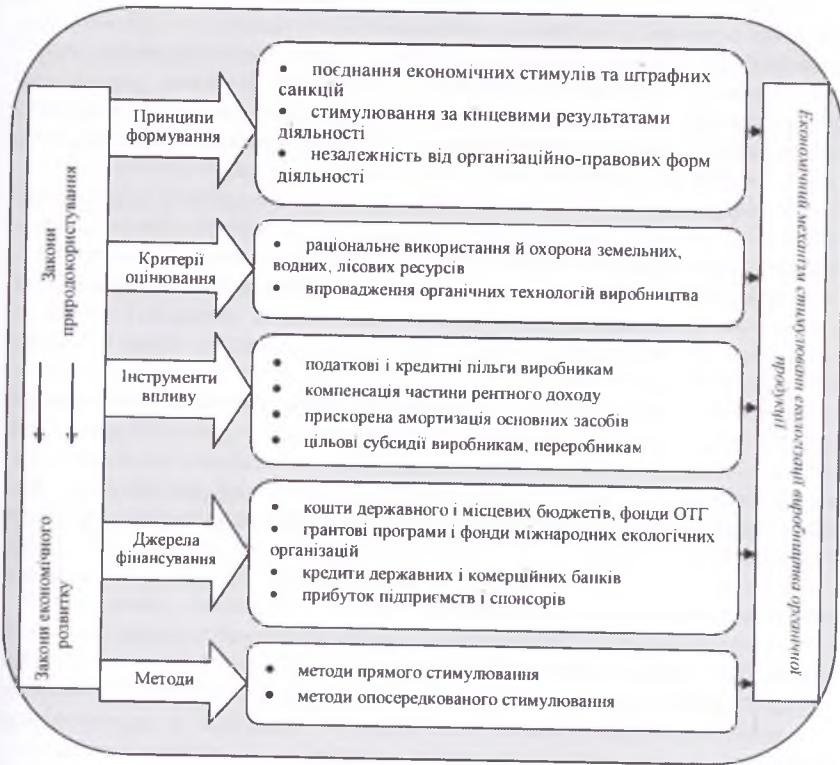 Закони
природокористування
Закони економічного
розвитку
Принципи
формування
• поєднання економічних стимулів та штрафних
санкцій
• стимулювання за кінцевими результатами
діяльності
• незалежність від організаційно-правових форм
діяльності
Критерії
оцінювання
• раціональне використання й охорона земельних,
водних, лісових ресурсів
• впровадження органічних технологій виробництва
Інструменти
впливу
• податкові і кредитні пільги виробникам
• компенсація частини рентного доходу
• прискорена амортизація основних засобів
• цільові субсидії виробникам, переробникам
Джерела
фінансування
• кошти державного і місцевих бюджетів, фонди ОТГ
• грантові програми і фонди міжнародних екологічних
організацій
• кредити державних і комерційних банків
• прибуток підприємств і спонсорів
Методи
• методи прямого стимулювання
• методи опосередкованого стимулювання
Економічний механізм стимулювання екологізації виробництва органічної
продукції